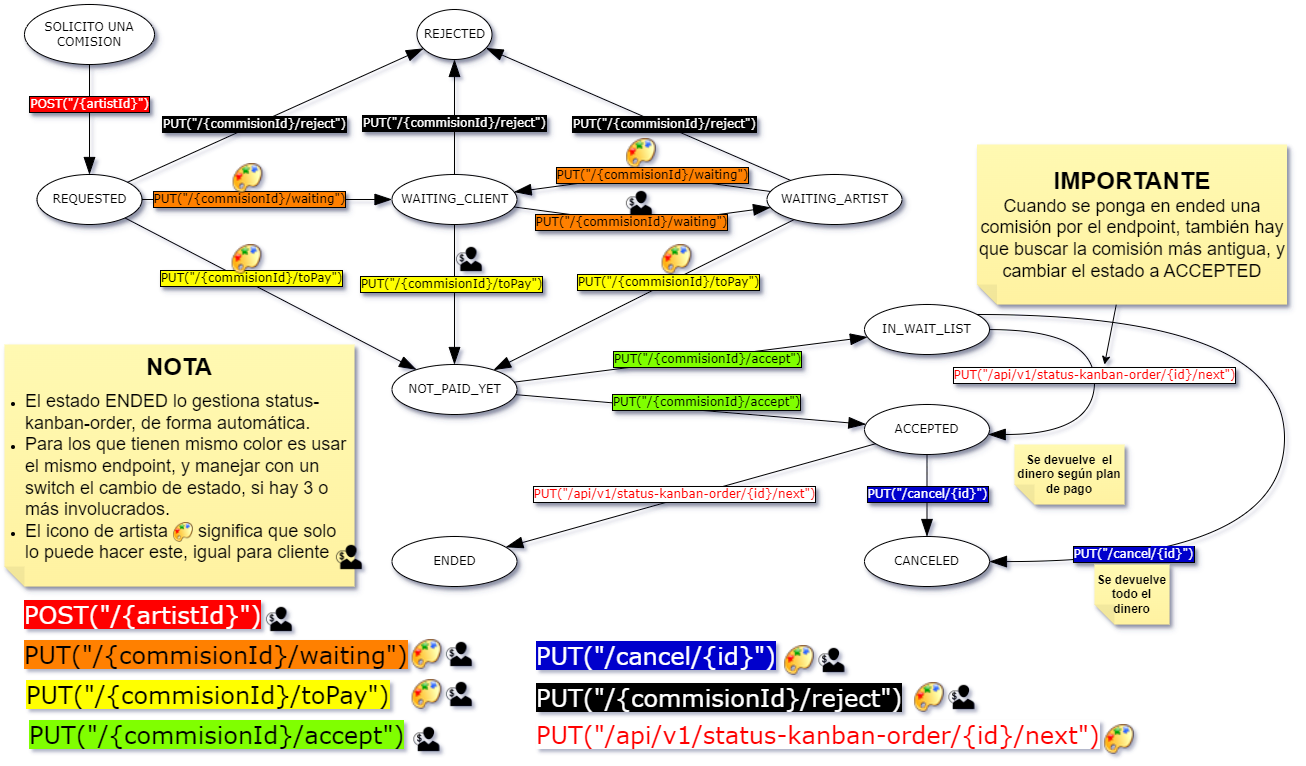 SOLICITO UNA
COMISION
REJECTED
POST("/{artistId}")
PUT("/{commisionId}/reject")
PUT("/{commisionId}/reject")
PUT("/{commisionId}/reject")
REQUESTED
PUT("/{commisionId}/waiting")
WAITING_CLIENT
PUT("/{commisionId}/waiting")
PUT("/{commisionId}/waiting")
WAITING_ARTIST
IMPORTANTE
Cuando se ponga en ended una
comisión por el endpoint, también hay
que buscar la comisión más antigua, y
cambiar el estado a ACCEPTED
PUT("/{commisionId}/toPay")
PUT("/{commisionId}/toPay")
PUT("/{commisionId}/toPay")
IN_WAIT_LIST
PUT("/{commisionId}/accept")
PUT("/api/v1/status-kanban-order/{id}/next")
NOT_PAID_YET
PUT("/{commisionId}/accept")
ACCEPTED
NOTA
El estado ENDED lo gestiona status-
kanban-order, de forma automática.
Para los que tienen mismo color es usar
el mismo endpoint, y manejar con un
switch el cambio de estado, si hay 3 o
más involucrados.
El icono de artista significa que solo
lo puede hacer este, igual para cliente
Se devuelve el
dinero según plan
de pago
PUT("/api/v1/status-kanban-order/{id}/next")
PUT("/cancel/{id}")
ENDED
CANCELED
PUT("/cancel/{id}")
Se devuelve
todo el
dinero
POST("/{artistId}")
PUT("/{commisionId}/waiting")
PUT("/{commisionId}/toPay")
PUT("/{commisionId}/accept")
PUT("/cancel/{id}")
PUT("/{commisionId}/reject")
PUT("/api/v1/status-kanban-order/{id}/next")